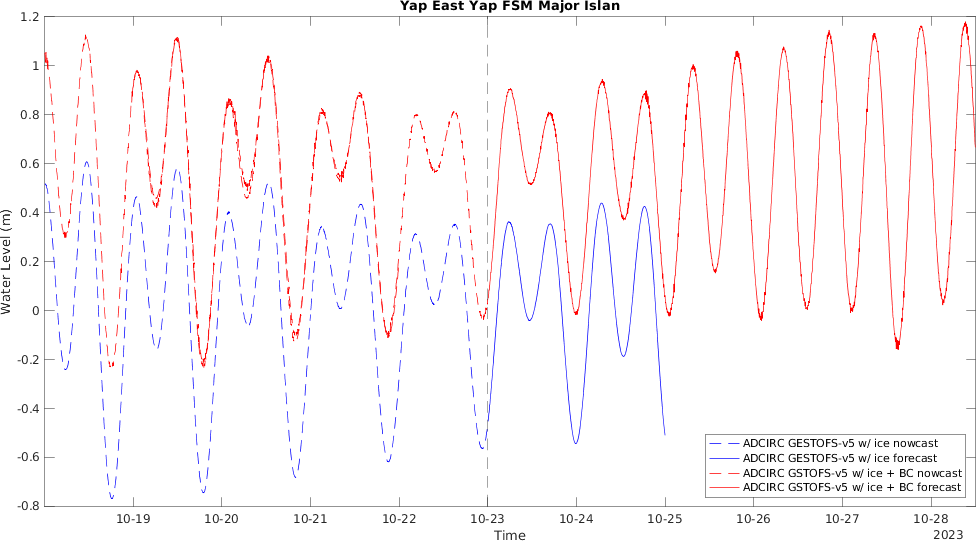 Yap East Yap FSM Major Islan
1.2
1
0.8
0.6
0.4
0.2
0
-0.2
-0.4
-0.6
-0.8
Water Level (m)
ADCIRC GESTOFS-v5 w/ ice nowcast
ADCIRC GESTOFS-v5 w/ ice forecast
ADCIRC GSTOFS-v5 w/ ice + BC nowcast
ADCIRC GSTOFS-v5 w/ ice + BC forecast
10-19 10-20 10-21 10-22 10-23 10-24 10-25 10-26 10-27 10-28
Time
2023